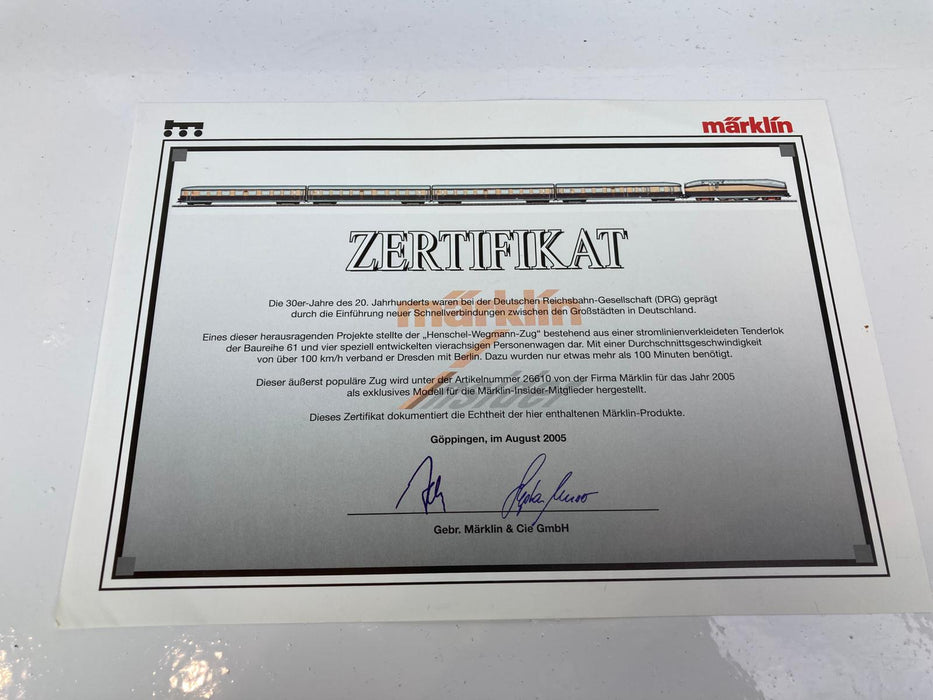 märklin
ZERTIFIKAT
Die 30er-Jahre des 20. Jahrhunderts waren bei der Deutschen Reichsbahn-Gesellschaft (DRG) geprägt
durch die Einführung neuer Schnellverbindungen zwischen den Großstädten in Deutschland.
Eines dieser herausragenden Projekte stellte der „Henschel-Wegmann-Zug“ bestehend aus einer stromlinienverkleideten Tenderlok
der Baureihe 61 und vier speziell entwickelten vierachsigen Personenwagen dar. Mit einer Durchschnittsgeschwindigkeit
von über 100 km/h verband er Dresden mit Berlin. Dazu wurden nur etwas mehr als 100 Minuten benötigt.
Dieser äußerst populäre Zug wird unter der Artikelnummer 26610 von der Firma Märklin für das Jahr 2005
als exklusives Modell für die Märklin-Insider-Mitglieder hergestellt.
Dieses Zertifikat dokumentiert die Echtheit der hier enthaltenen Märklin-Produkte.
märklin
Insider
Göppingen, im August 2005
Gebr. Märklin & Cie GmbH